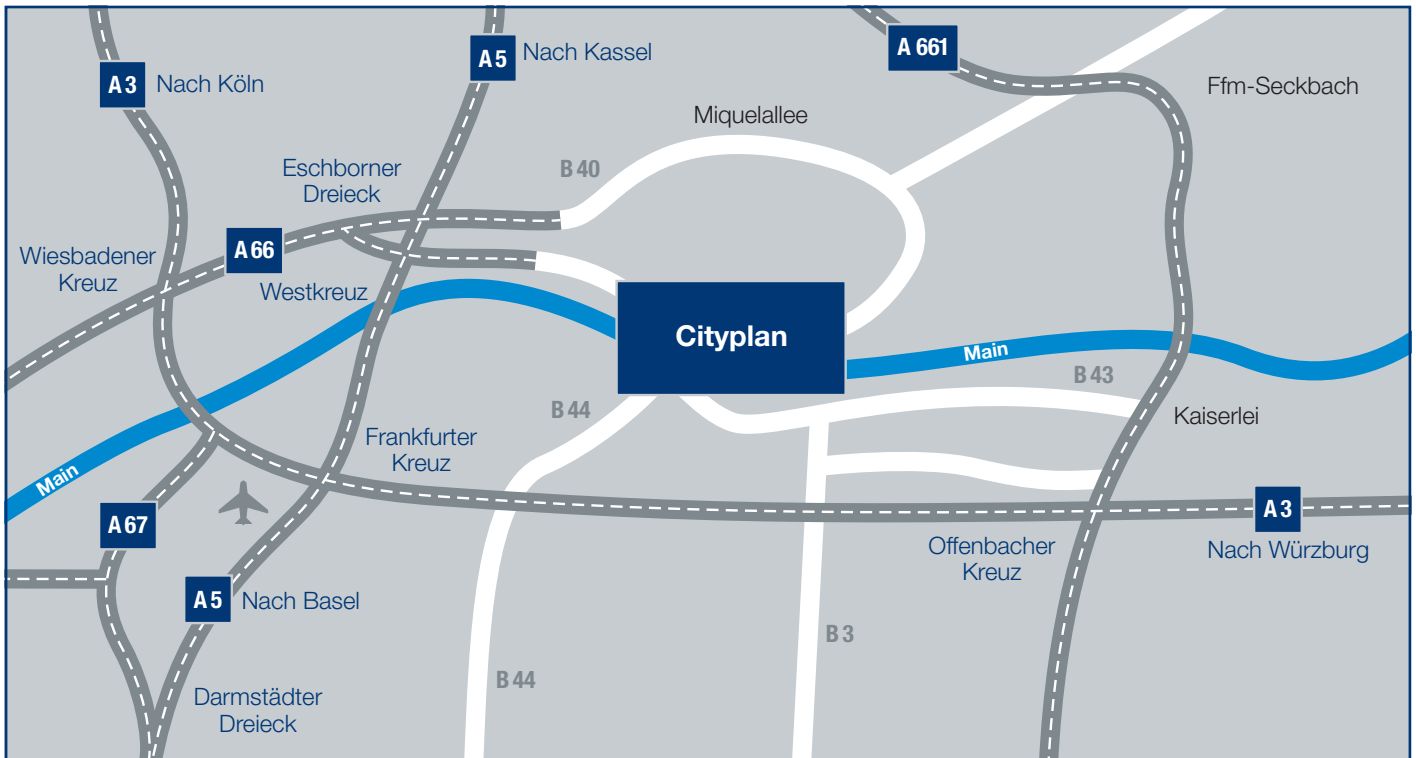 A 661
A 5
Nach Kassel
A 3
Nach Köln
Ffm-Seckbach
Miquelallee
Eschborner
Dreieck
B 40
A 66
Wiesbadener
Kreuz
Westkreuz
Cityplan
Main
B 43
B 44
Kaiserlei
Frankfurter
Kreuz
Main
A 67
A 3
Offenbacher
Kreuz
Nach Würzburg
A 5
Nach Basel
B 3
B 44
Darmstädter
Dreieck